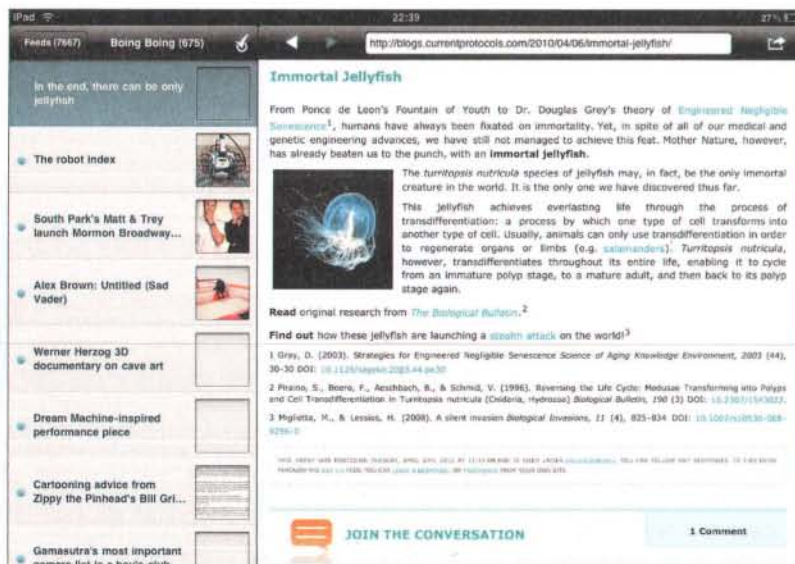 iPad 22:39 27%
Feeds (7667) Boing Boing (675) http://blogs.currentprotocols.com/2010/04/06/immortal-jellyfish/
In the end, there can be only
jellyfish
The robot index
South Park's Matt & Trey
launch Mormon Broadway...
Alex Brown: Untitled (Sad
Vader)
Werner Herzog 3D
documentary on cave art
Dream Machine-inspired
performance piece
Cartooning advice from
Zippy the Pinhead's Bill Gri...
Gamasutra's most important
Immortal Jellyfish
From Ponce de Leon's Fountain of Youth to Dr. Douglas Grey's theory of Engineered Negligible
Senescence1, humans have always been fixated on immortality. Yet, in spite of all of our medical and
genetic engineering advances, we have still not managed to achieve this feat. Mother Nature, however,
has already beaten us to the punch, with an immortal jellyfish.
The turritopsis nutricula species of jellyfish may, in fact, be the only immortal
creature in the world. It is the only one we have discovered thus far.
This jellyfish achieves everlasting life through the process of
transdifferentiation: a process by which one type of cell transforms into
another type of cell. Usually, animals can only use transdifferentiation in order
to regenerate organs or limbs (e.g. salamanders). Turritopsis nutricula,
however, transdifferentiates throughout its entire life, enabling it to cycle
from an immature polyp stage, to a mature adult, and then back to its polyp
stage again.
Read original research from The Biological Bulletin.2
Find out how these jellyfish are launching a stealth attack on the world!3
1 Grey, D. (2003). Strategies for Engineered Negligible Senescence Science of Aging Knowledge Environment, 2003 (44),
30-30 DOI:
2 Piraino, S., Boero, F., Aeschbach, B., & Schmid, V. (1996). Reversing the Life Cycle: Medusae Transforming into Polyps
and Cell Transdifferentiation in Turritopsis nutricula (Cnidaria, Hydrozoa) Biological Bulletin, 190 (3) DOI:
3 Miglietta, M., & Lessios, H. (2008). A silent invasion Biological Invasions, 11 (4), 825-834 DOI:
JOIN THE CONVERSATION 1 Comment